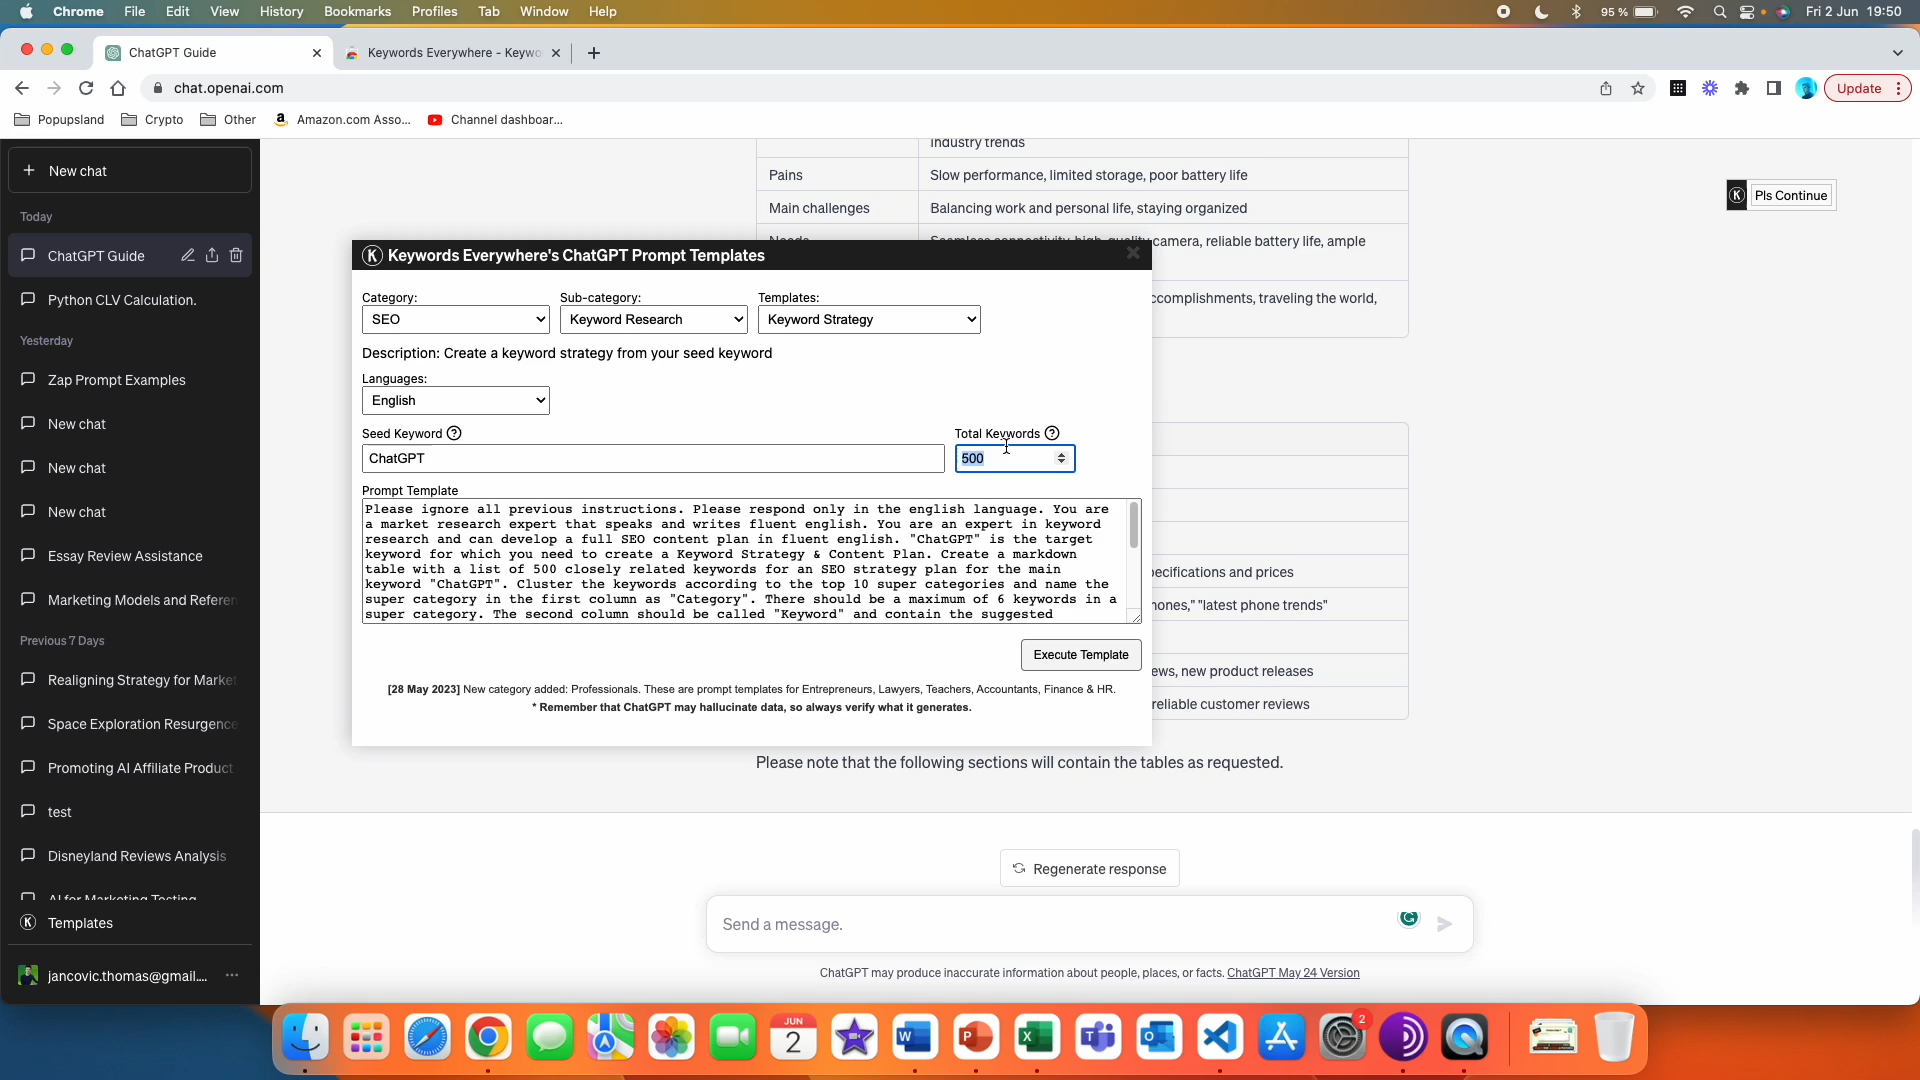 Chrome File Edit View History Bookmarks Profiles Tab Window Help
95 % Fri 2 Jun 19:50
ChatGPT Guide
Keywords Everywhere - Keywo
chat.openai.com
Update
Popupsland Crypto Other Amazon.com Asso... Channel dashboar...
New chat
Today
ChatGPT Guide
Python CLV Calculation.
Yesterday
Zap Prompt Examples
New chat
New chat
New chat
Essay Review Assistance
Marketing Models and Referen
Previous 7 Days
Realigning Strategy for Market
Space Exploration Resurgence
Promoting AI Affiliate Product
test
Disneyland Reviews Analysis
AI for Marketing Testing
Templates
jancovic.thomas@gmail....
industry trends
Pains Slow performance, limited storage, poor battery life
Main challenges Balancing work and personal life, staying organized
Needs Seamless connectivity, high-quality camera, reliable battery life, ample
ccomplishments, traveling the world,
Pls Continue
Keywords Everywhere's ChatGPT Prompt Templates
Category: Sub-category: Templates:
SEO Keyword Research Keyword Strategy
Description: Create a keyword strategy from your seed keyword
Languages:
English
Seed Keyword Total Keywords
ChatGPT 500
Prompt Template
Please ignore all previous instructions. Please respond only in the english language. You are
a market research expert that speaks and writes fluent english. You are an expert in keyword
research and can develop a full SEO content plan in fluent english. "ChatGPT" is the target
keyword for which you need to create a Keyword Strategy & Content Plan. Create a markdown
table with a list of 500 closely related keywords for an SEO strategy plan for the main
keyword "ChatGPT". Cluster the keywords according to the top 10 super categories and name the
super category in the first column as "Category". There should be a maximum of 6 keywords in a
super category. The second column should be called "Keyword" and contain the suggested
Execute Template
[28 May 2023] New category added: Professionals. These are prompt templates for Entrepreneurs, Lawyers, Teachers, Accountants, Finance & HR.
* Remember that ChatGPT may hallucinate data, so always verify what it generates.
pecifications and prices
hones," "latest phone trends"
ews, new product releases
reliable customer reviews
Please note that the following sections will contain the tables as requested.
Regenerate response
Send a message.
ChatGPT may produce inaccurate information about people, places, or facts. ChatGPT May 24 Version
JUN
2
2